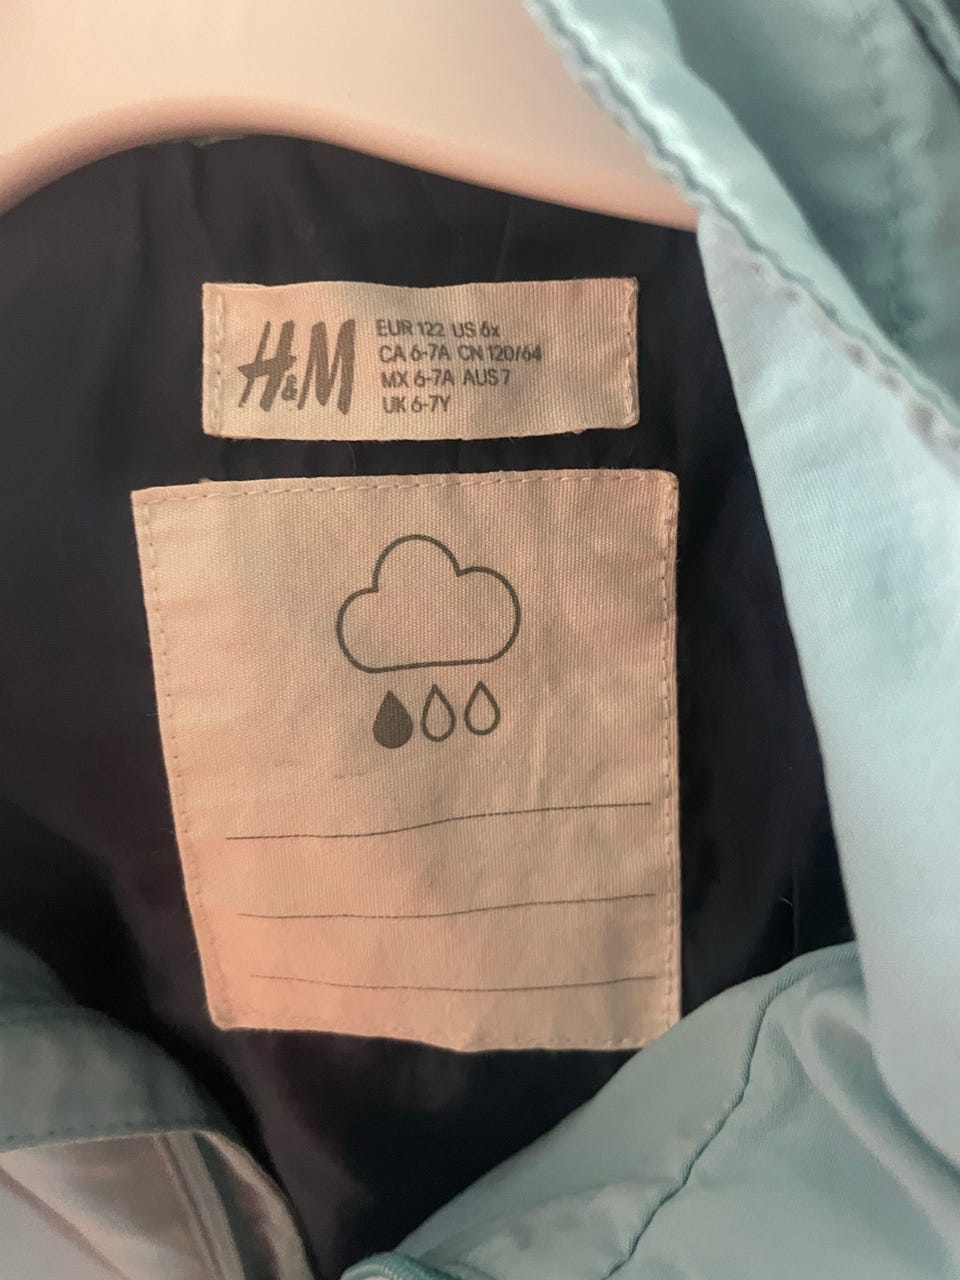 H&M
EUR 122 US 6x
CA 6-7A CN 120/64
MX 6-7A AUS 7
UK 6-7Y